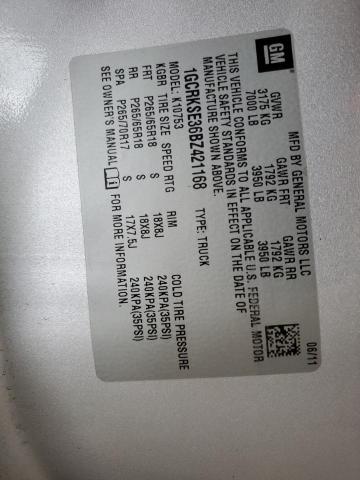 GM
MFD BY GENERAL MOTORS LLC 06/11
GVWR GAWR FRT GAWR RR
3175 KG 1792 KG 1792 KG
7000 LB 3950 LB 3950 LB
THIS VEHICLE CONFORMS TO ALL APPLICABLE U.S. FEDERAL MOTOR
VEHICLE SAFETY STANDARDS IN EFFECT ON THE DATE OF
MANUFACTURE SHOWN ABOVE.
1GCRKSE36BZ421168 TYPE: TRUCK
MODEL: K10753
KGBR TIRE SIZE SPEED RTG RIM COLD TIRE PRESSURE
FRT P265/65R18 S 18X8J 240KPA(35PSI)
RR P265/65R18 S 18X8J 240KPA(35PSI)
SPA P265/70R17 S 17X7.5J 240KPA(35PSI)
SEE OWNER'S MANUAL FOR MORE INFORMATION.